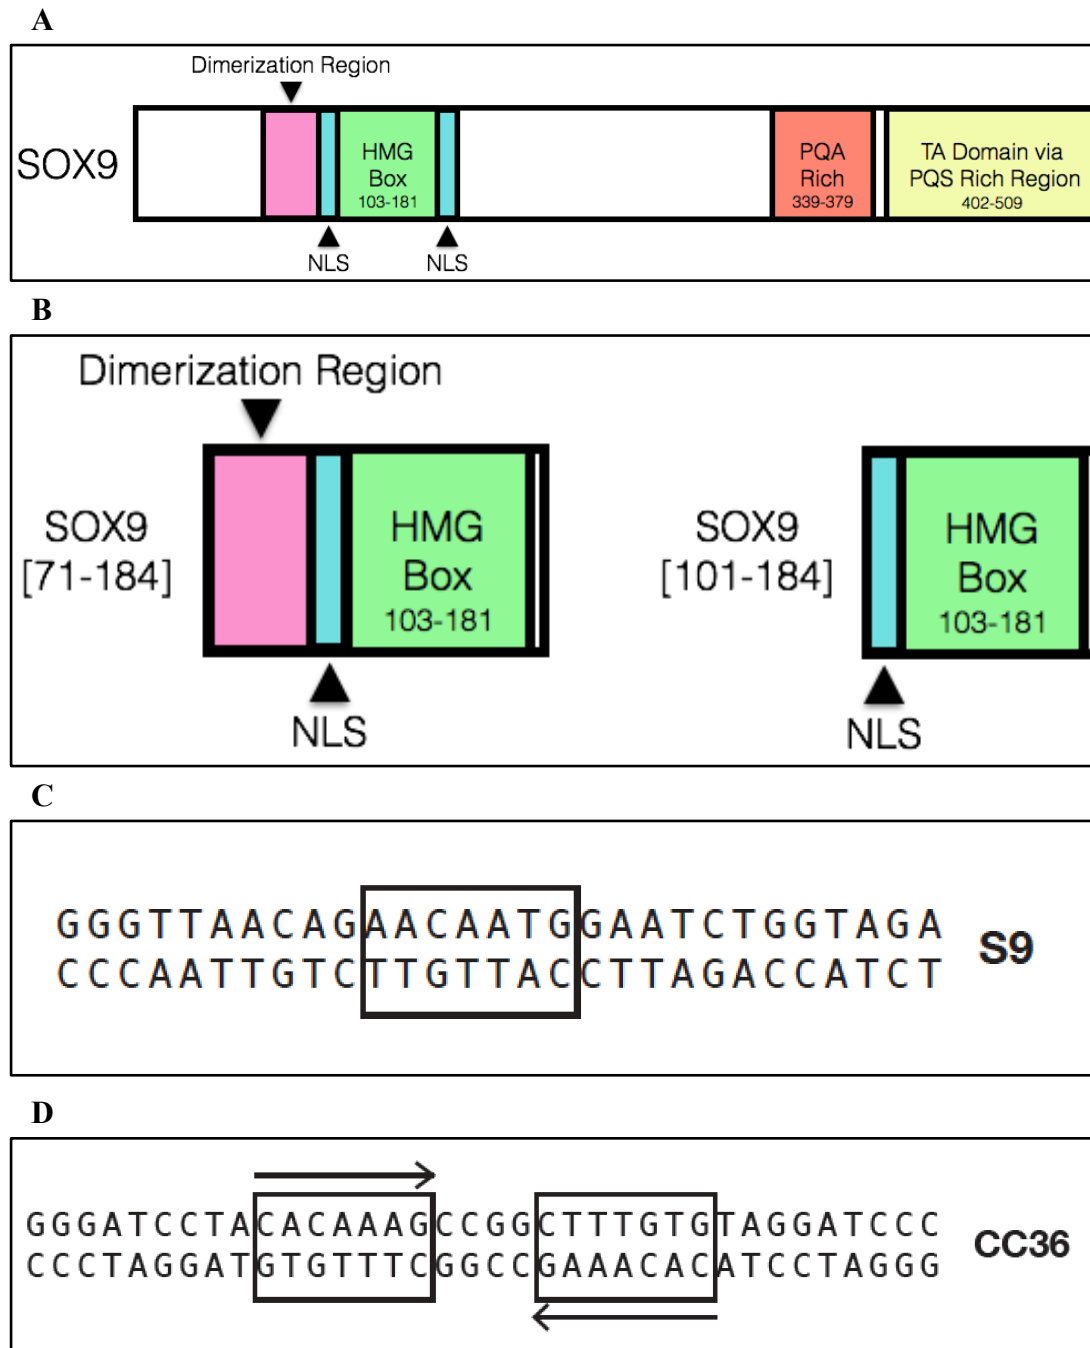 A
Dimerization Region
SOX9
HMG
Box
103-181
PQA
Rich
339-379
TA Domain via
PQS Rich Region
402-509
NLS
NLS
B
Dimerization Region
SOX9
[71-184]
HMG
Box
103-181
NLS
SOX9
[101-184]
HMG
Box
103-181
NLS
C
GGGTTAACAGAACAATGGAATCTGGTAGA
CCCAATTGTCTTGTTACCTTAGACCATCT
S9
D
GGGATCCTACACAAAGCCGGCTTTGTGTAGGATCCC
CCCTAGGATGTGTTTCGGCCGAAACACATCCTAGGG
CC36